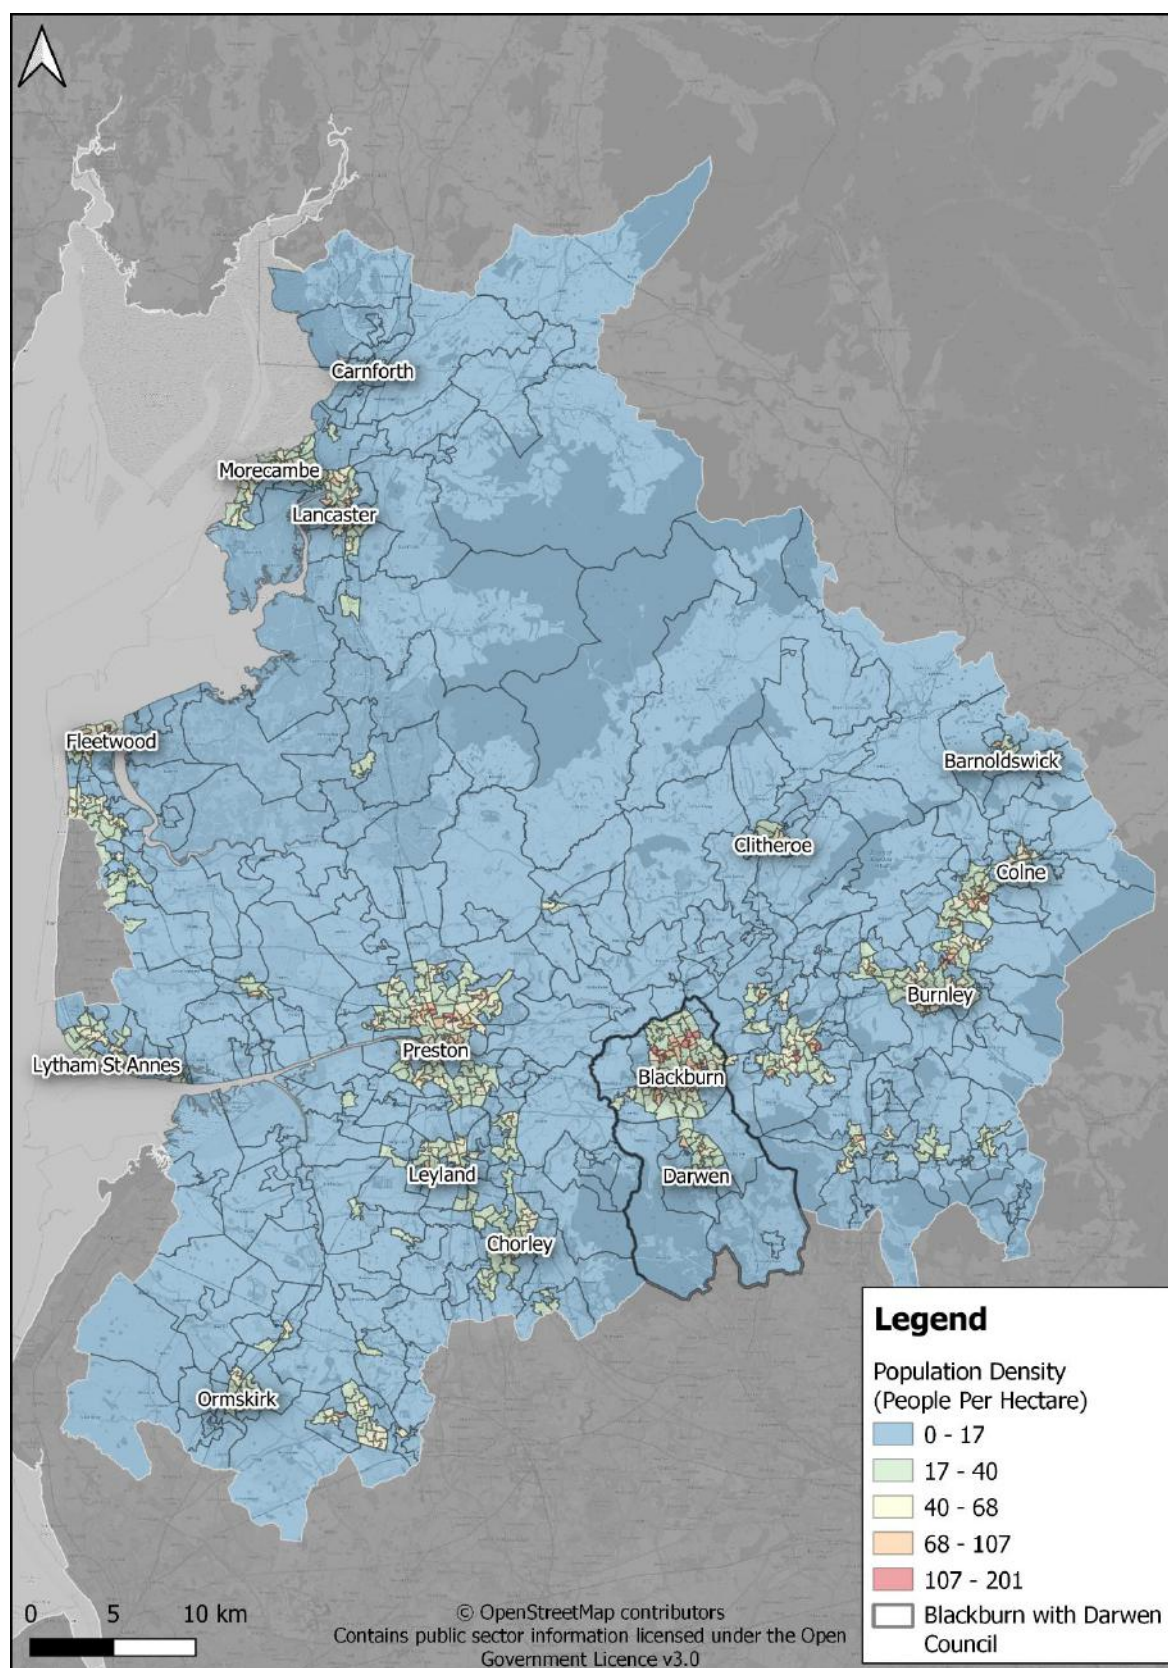 Carnforth
Morecambe
Lancaster
Fleetwood
Barnoldswick
Clitheroe
Colne
Burnley
Preston
Lytham St Annes
Blackburn
Leyland
Darwen
Chorley
Ormskirk
Legend
Population Density
(People Per Hectare)
0 - 17
17 - 40
40 - 68
68 - 107
107 - 201
Blackburn with Darwen
Council
0 5 10 km
© OpenStreetMap contributors
Contains public sector information licensed under the Open
Government Licence v3.0